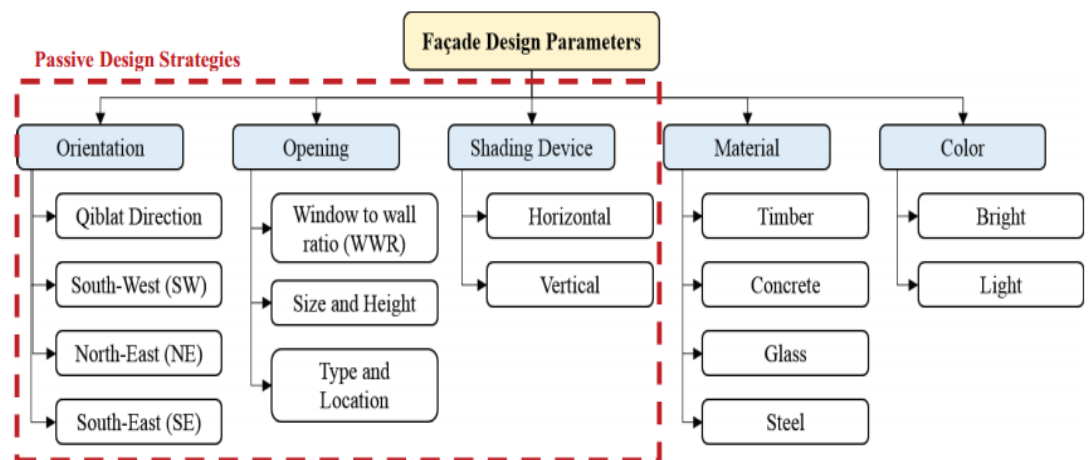 Façade Design Parameters
Passive Design Strategies
Orientation
Opening
Shading Device
Material
Color
Qiblat Direction
South-West (SW)
North-East (NE)
South-East (SE)
Window to wall
ratio (WWR)
Size and Height
Type and
Location
Horizontal
Vertical
Timber
Concrete
Glass
Steel
Bright
Light